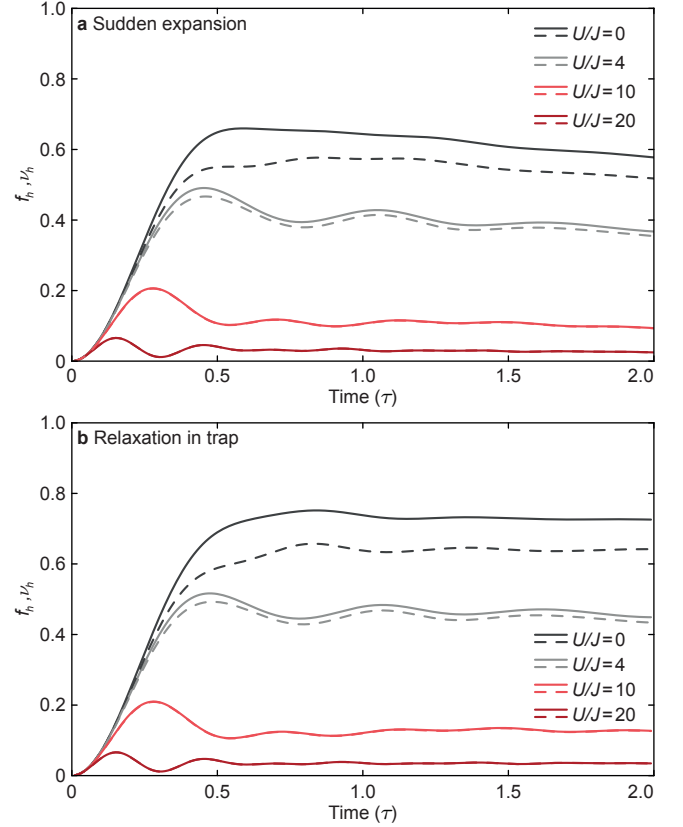 1.0
a Sudden expansion
U/J=0
U/J=4
U/J=10
U/J=20
0.8
0.6
0.4
0.2
0
f_h, ν_h
0 0.5 1.0 1.5 2.0
Time (τ)
1.0
b Relaxation in trap
0.8
0.6
0.4
0.2
0
f_h, ν_h
U/J=0
U/J=4
U/J=10
U/J=20
0 0.5 1.0 1.5 2.0
Time (τ)